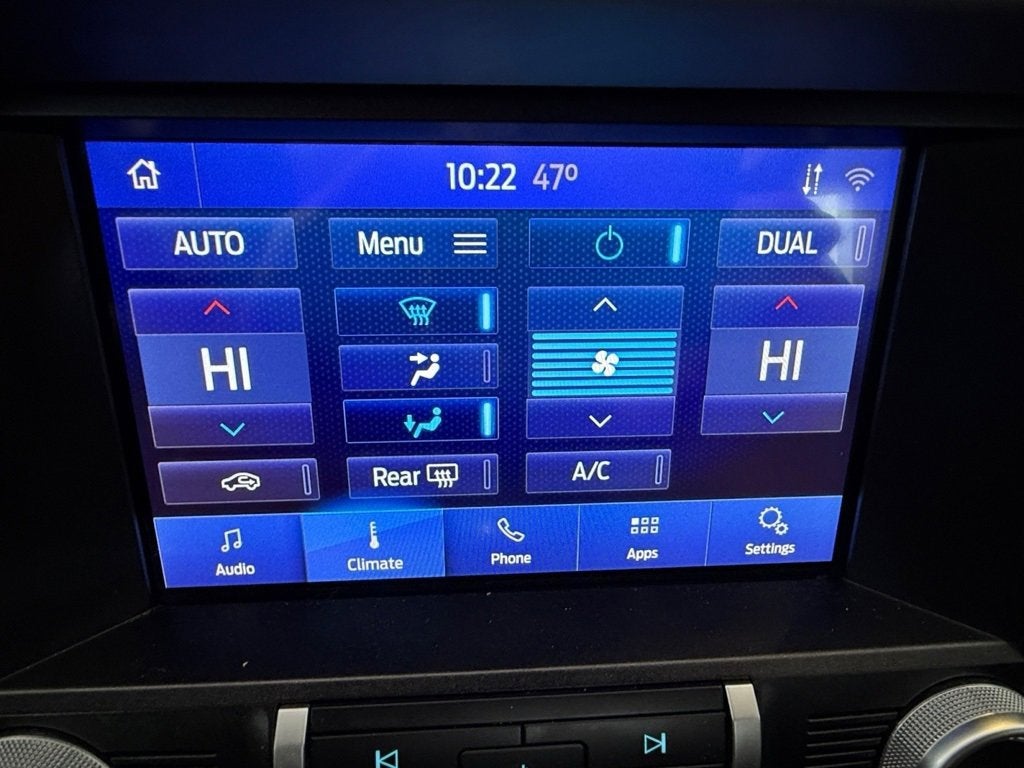 10:22 47°
AUTO
Menu
DUAL
HI
HI
Rear
A/C
Audio
Climate
Phone
Apps
Settings